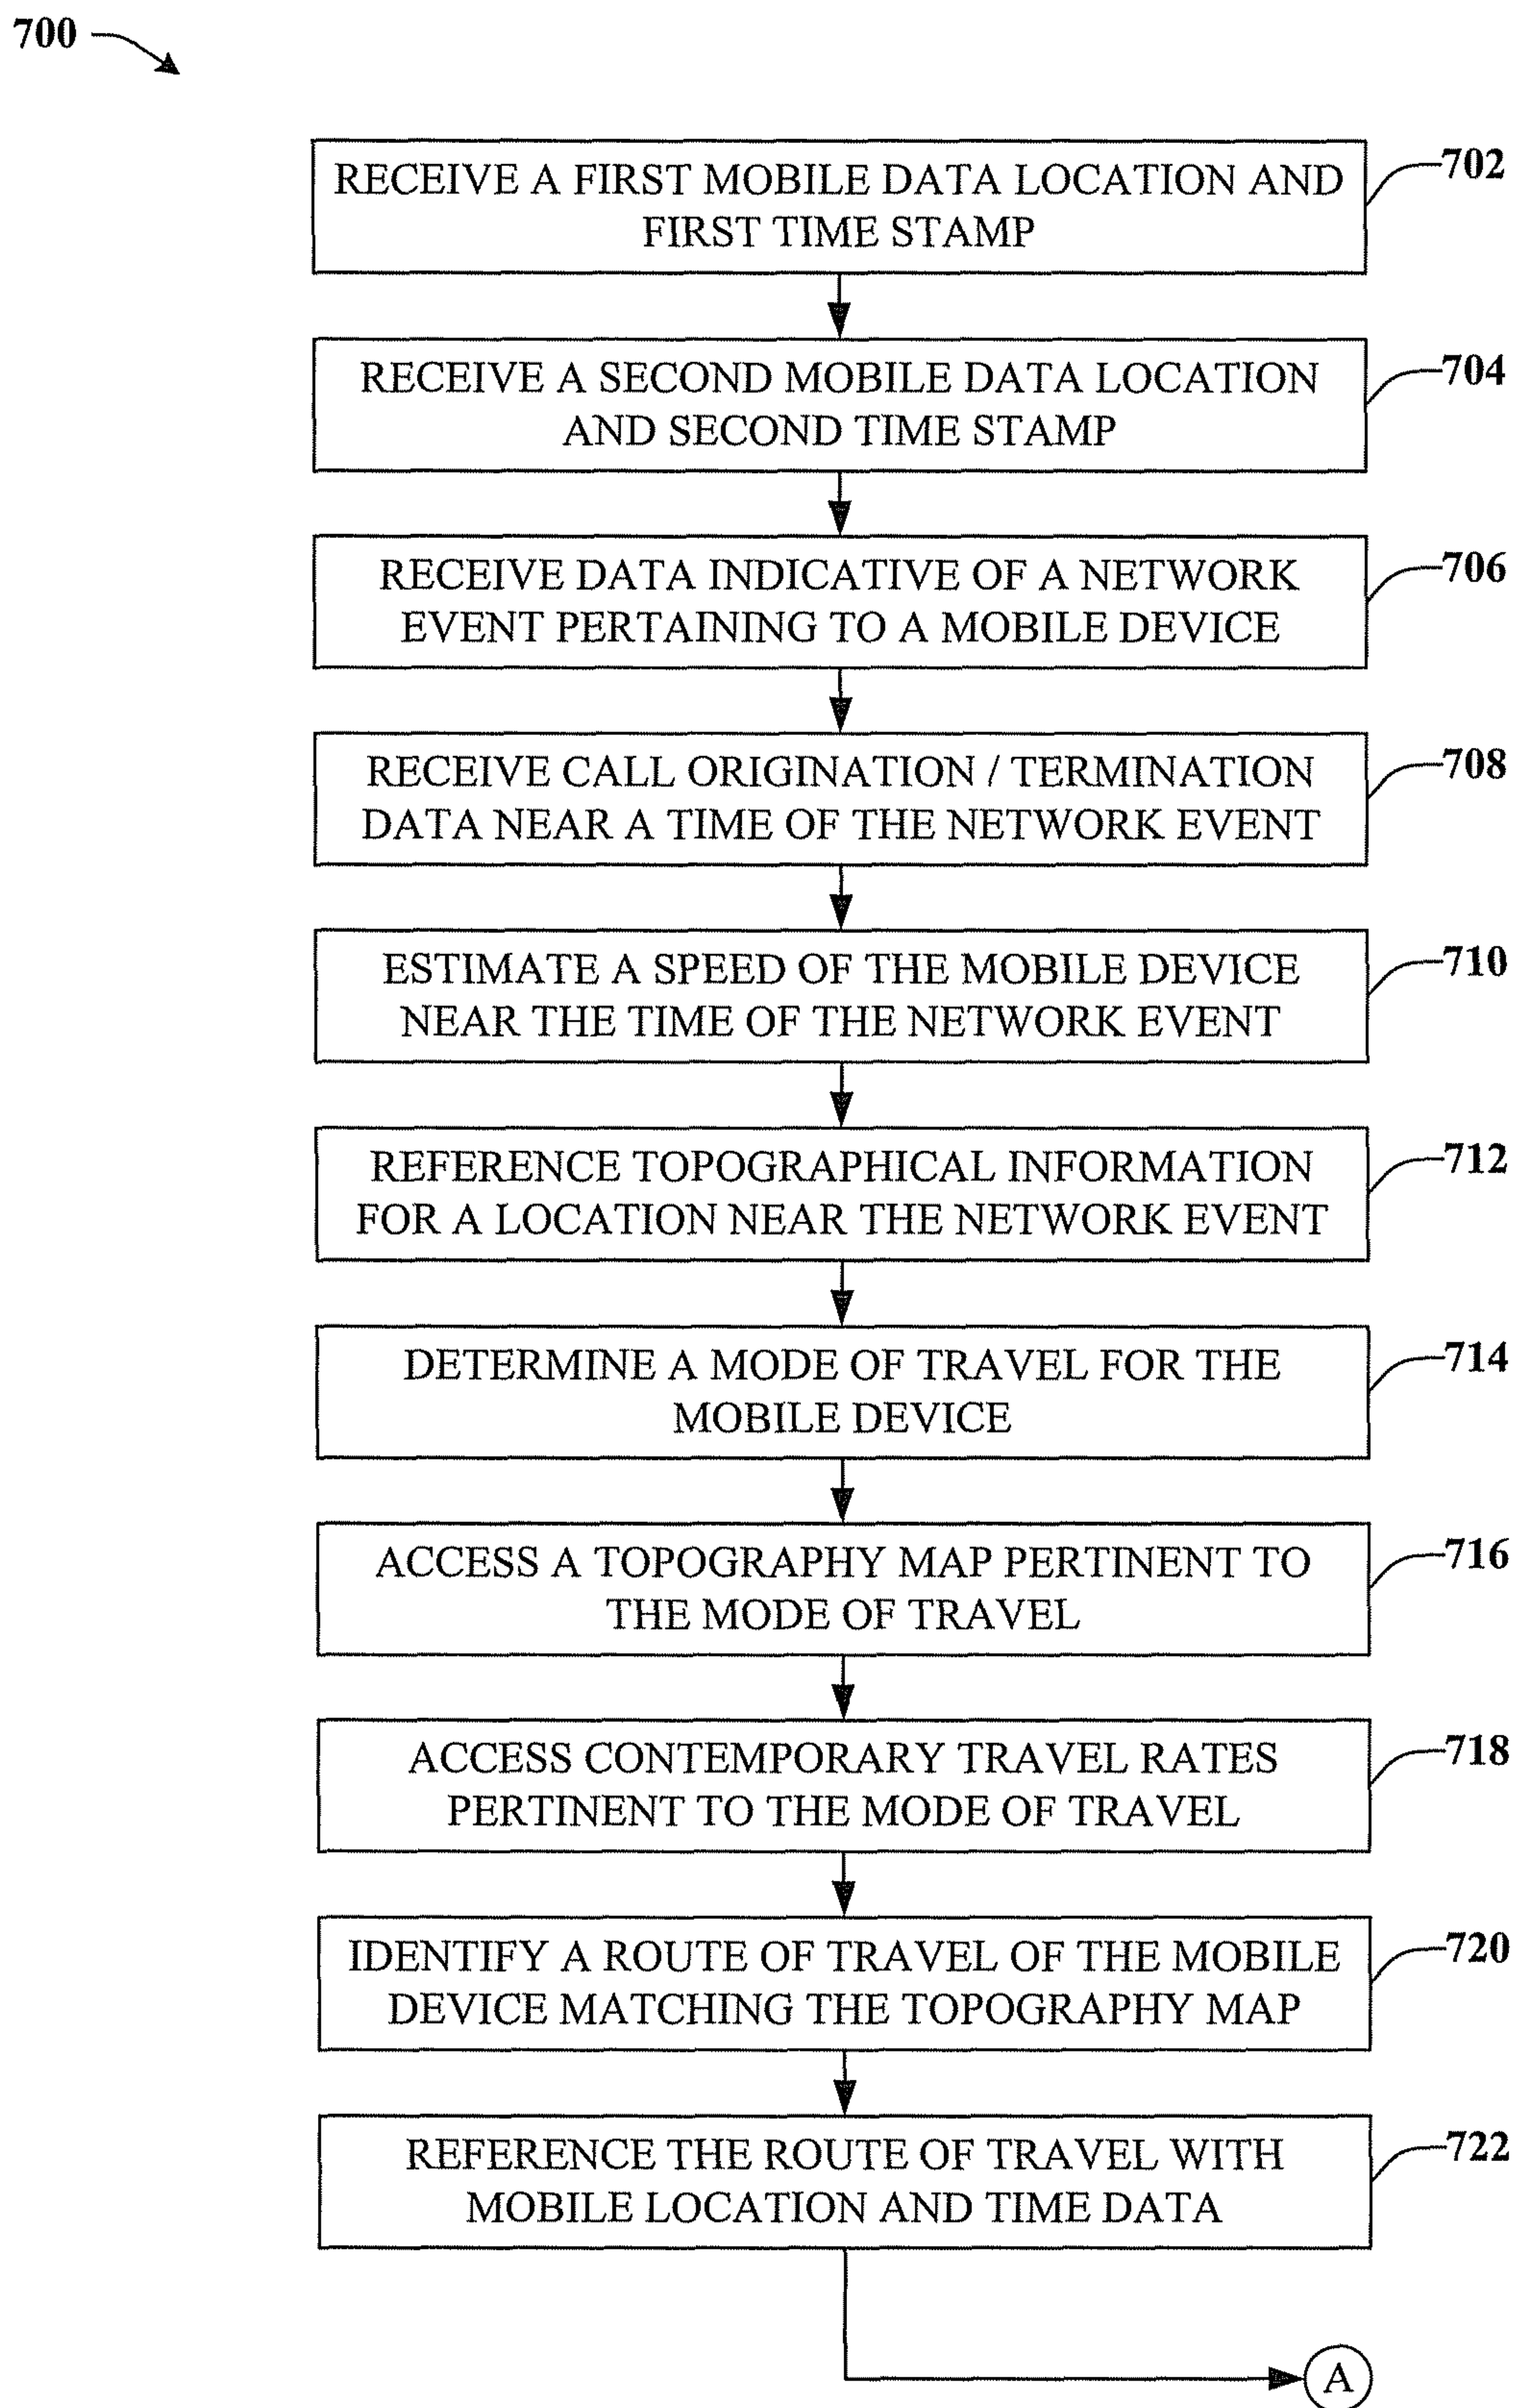 700
RECEIVE A FIRST MOBILE DATA LOCATION AND
FIRST TIME STAMP
702
RECEIVE A SECOND MOBILE DATA LOCATION
AND SECOND TIME STAMP
704
RECEIVE DATA INDICATIVE OF A NETWORK
EVENT PERTAINING TO A MOBILE DEVICE
706
RECEIVE CALL ORIGINATION / TERMINATION
DATA NEAR A TIME OF THE NETWORK EVENT
708
ESTIMATE A SPEED OF THE MOBILE DEVICE
NEAR THE TIME OF THE NETWORK EVENT
710
REFERENCE TOPOGRAPHICAL INFORMATION
FOR A LOCATION NEAR THE NETWORK EVENT
712
DETERMINE A MODE OF TRAVEL FOR THE
MOBILE DEVICE
714
ACCESS A TOPOGRAPHY MAP PERTINENT TO
THE MODE OF TRAVEL
716
ACCESS CONTEMPORARY TRAVEL RATES
PERTINENT TO THE MODE OF TRAVEL
718
IDENTIFY A ROUTE OF TRAVEL OF THE MOBILE
DEVICE MATCHING THE TOPOGRAPHY MAP
720
REFERENCE THE ROUTE OF TRAVEL WITH
MOBILE LOCATION AND TIME DATA
722
A